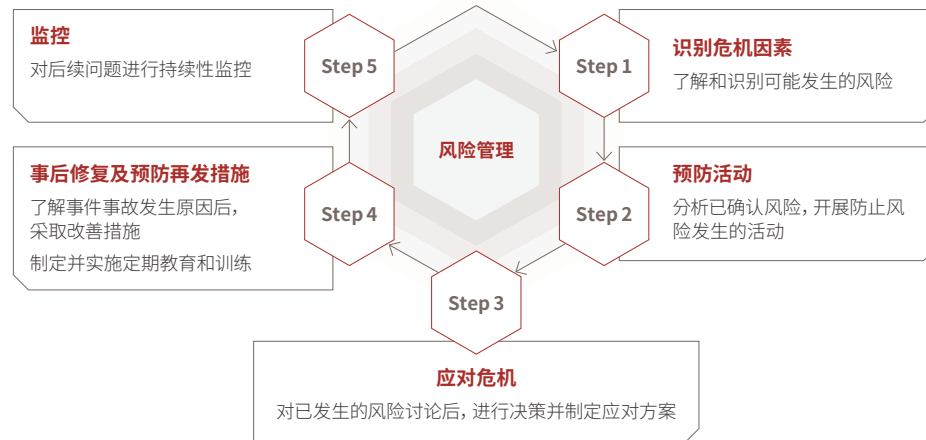 监控
对后续问题进行持续性监控
Step 5
Step 1
识别危机因素
了解和识别可能发生的风险
风险管理
事后修复及预防再发措施
了解事件事故发生原因后，
采取改善措施
制定并实施定期教育和训练
Step 4
Step 2
预防活动
分析已确认风险，开展防止风
险发生的活动
Step 3
应对危机
对已发生的风险讨论后，进行决策并制定应对方案